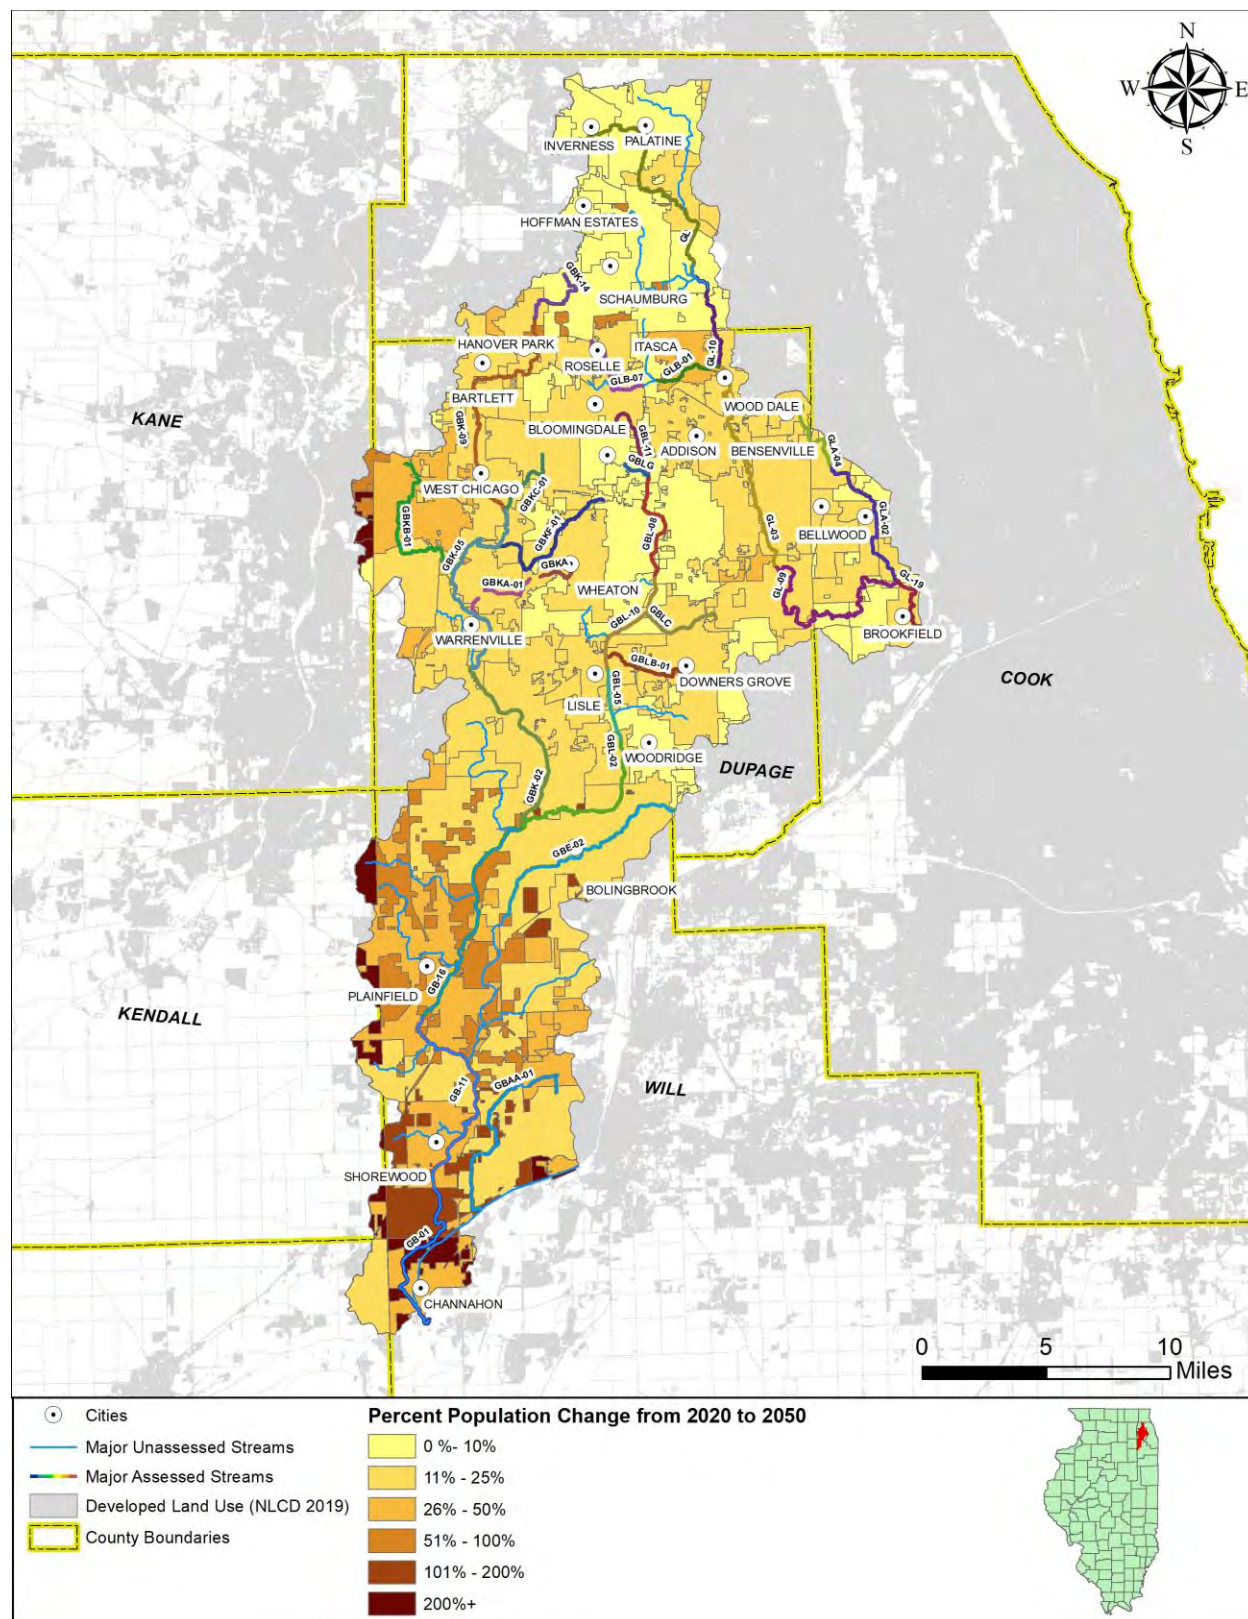 N
W E
S
INVERNESS
PALATINE
HOFFMAN ESTATES
GL
GBK-14
SCHAUMBURG
HANOVER PARK
ITASCA
GL-10
ROSELLE
GLB-01
GLB-07
BARTLETT
WOOD DALE
KANE
GBK-09
BLOOMINGDALE
GBL-11
ADDISON
BENSENVILLE
GLA-04
GBLG
WEST CHICAGO
GBKC-01
GBKB-01
GBKF-01
GBL-08
GL-03
BELLWOOD
GLA-02
GBK-05
GBKA
GBKA-01
WHEATON
GL-09
GL-19
GBL-10
GBLC
WARRENVILLE
BROOKFIELD
GBLB-01
DOWNERS GROVE
COOK
LISLE
GBL-05
WOODRIDGE
GBL-02
DUPAGE
GBK-02
GBE-02
BOLINGBROOK
PLAINFIELD
GB-16
KENDALL
GB-11
GBAA-01
WILL
SHOREWOOD
GB-01
CHANNAHON
0 5 10
Miles
Cities
Major Unassessed Streams
Major Assessed Streams
Developed Land Use (NLCD 2019)
County Boundaries
Percent Population Change from 2020 to 2050
0 %- 10%
11% - 25%
26% - 50%
51% - 100%
101% - 200%
200%+